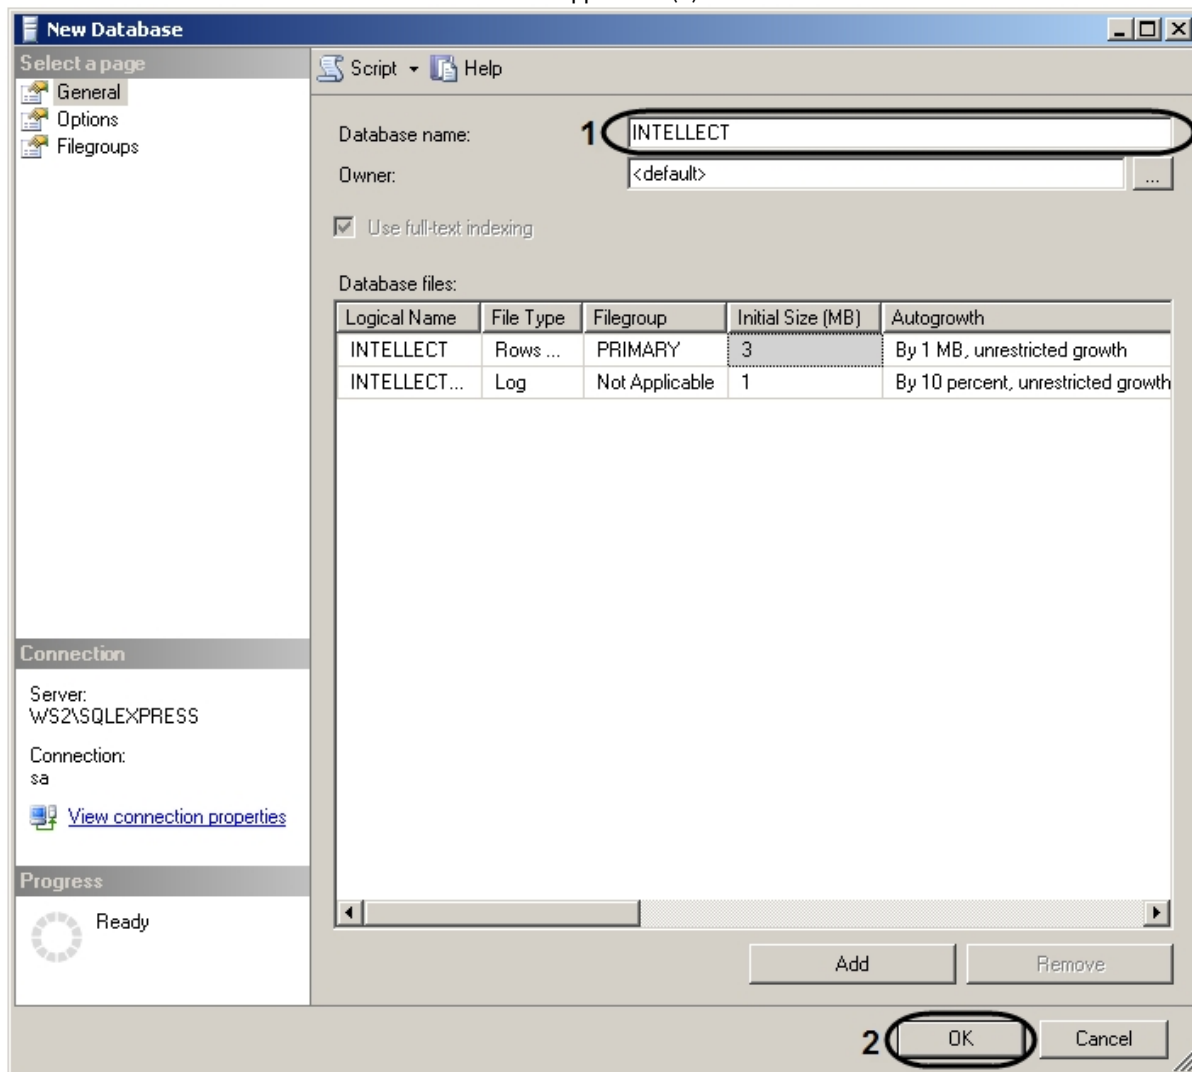 New Database
Select a page
General
Options
Filegroups
Script Help
Database name: 1 INTELLECT
Owner: <default> ...
Use full-text indexing
Database files:
Logical Name File Type Filegroup Initial Size (MB) Autogrowth
INTELLECT Rows ... PRIMARY 3 By 1 MB, unrestricted growth
INTELLECT... Log Not Applicable 1 By 10 percent, unrestricted growth
Connection
Server:
WS2\SQLEXPRESS
Connection:
sa
View connection properties
Progress
Ready
Add Remove
2 OK Cancel